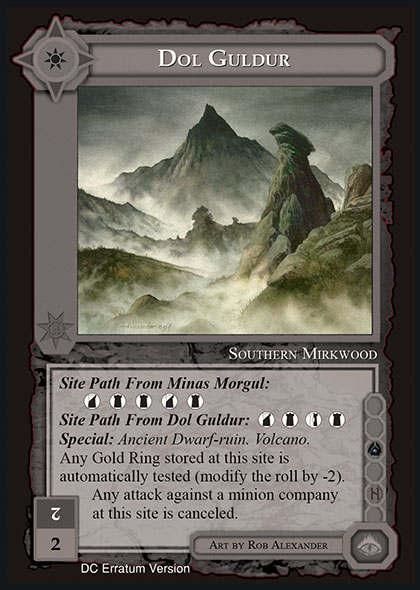 Dol Guldur
Southern Mirkwood
Site Path From Minas Morgul:
Site Path From Dol Guldur:
Special: Ancient Dwarf-ruin. Volcano.
Any Gold Ring stored at this site is
automatically tested (modify the roll by -2).
Any attack against a minion company
at this site is canceled.
2
2
Art by Rob Alexander
DC Erratum Version